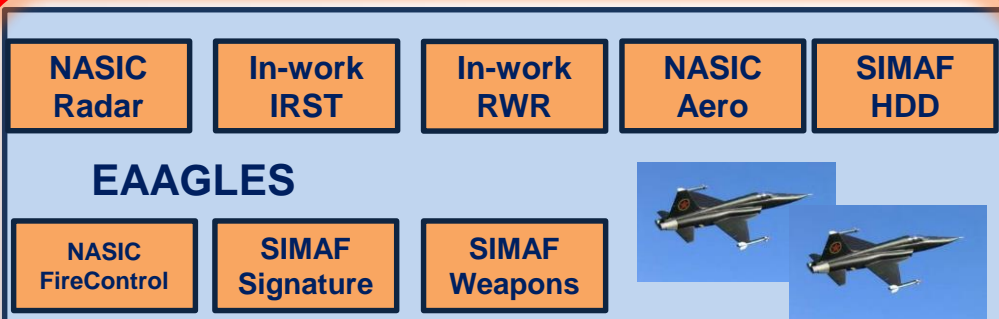 NASIC
Radar
In-work
IRST
In-work
RWR
NASIC
Aero
SIMAF
HDD
EAAGLES
NASIC
FireControl
SIMAF
Signature
SIMAF
Weapons